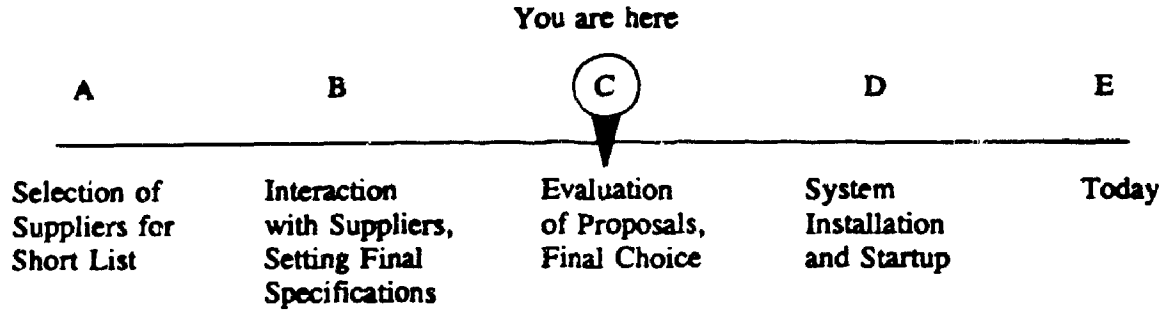 You are here
A B C D E
Selection of
Suppliers for
Short List
Interaction
with Suppliers,
Setting Final
Specifications
Evaluation
of Proposals,
Final Choice
System
Installation
and Startup
Today